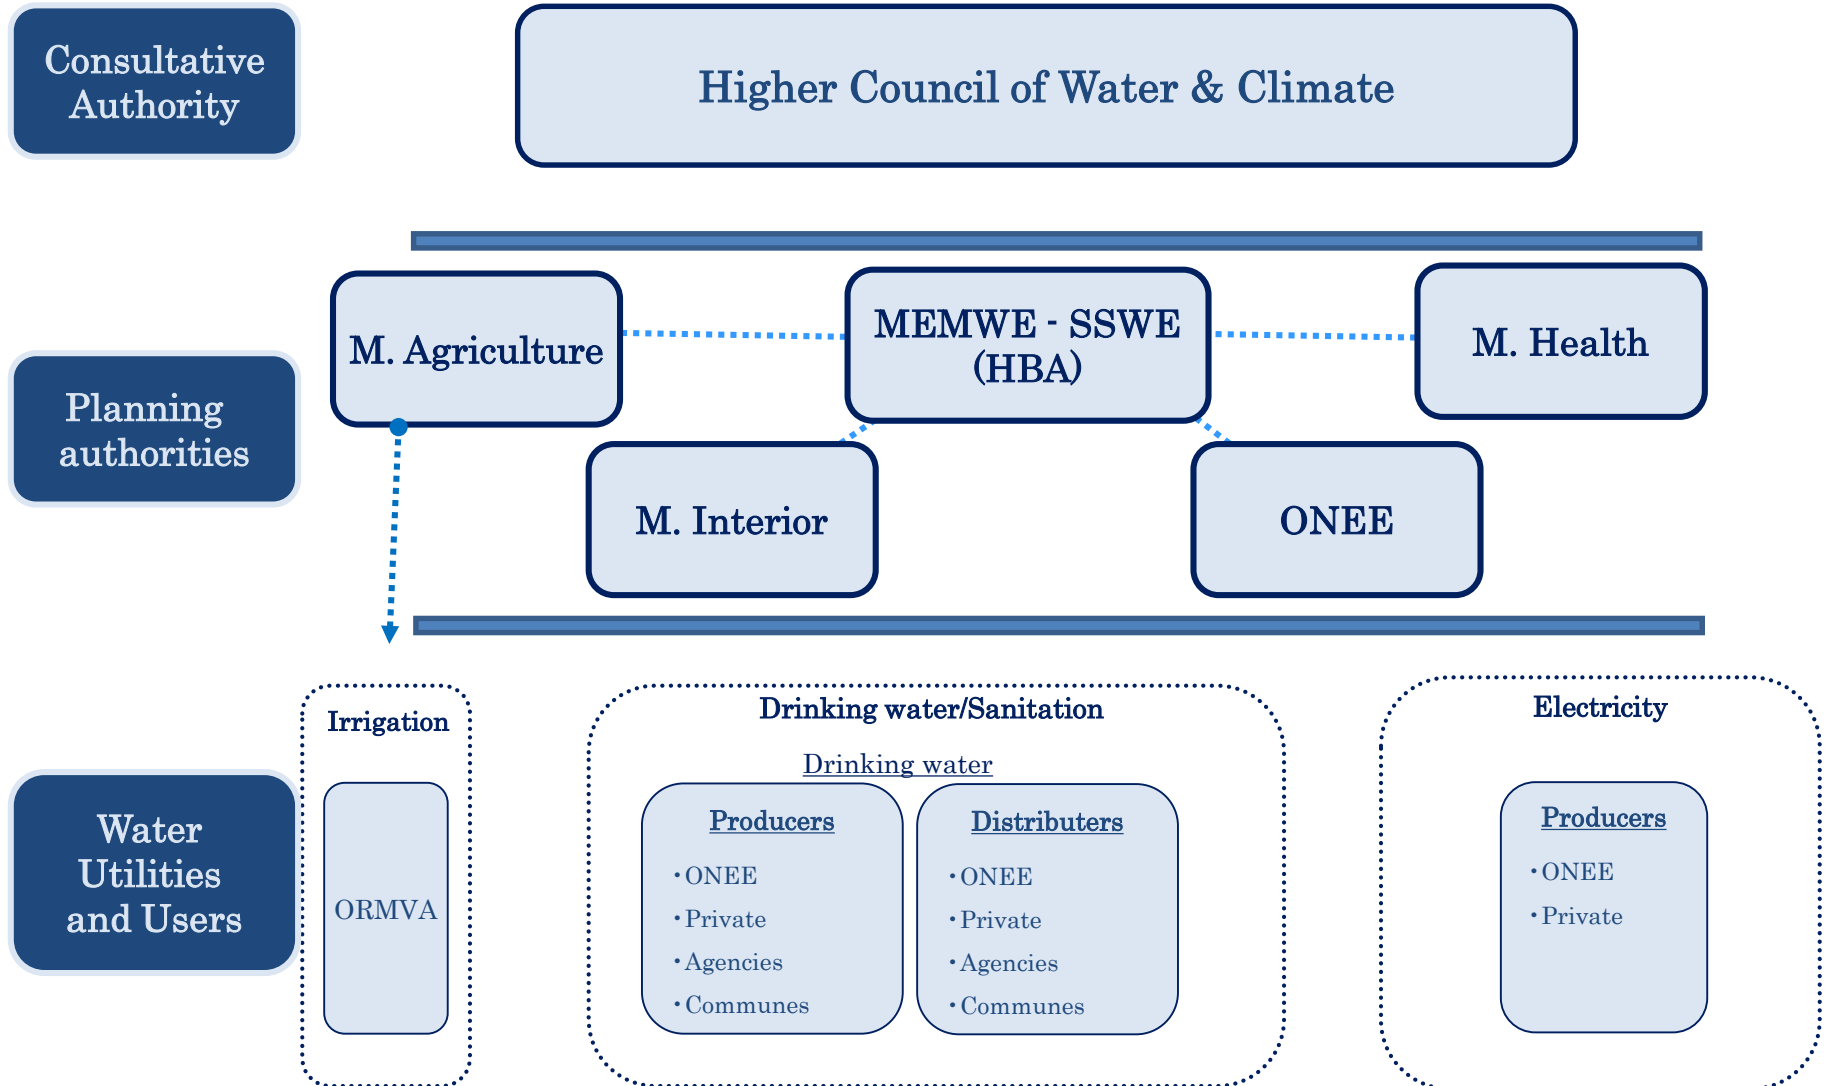 Consultative
Authority
Higher Council of Water & Climate
M. Agriculture
MEMWE - SSWE
(HBA)
M. Health
Planning
authorities
M. Interior
ONEE
Water
Utilities
and Users
Irrigation
ORMVA
Drinking water/Sanitation
Drinking water
Producers
•ONEE
•Private
•Agencies
•Communes
Distributers
•ONEE
•Private
•Agencies
•Communes
Electricity
Producers
•ONEE
•Private